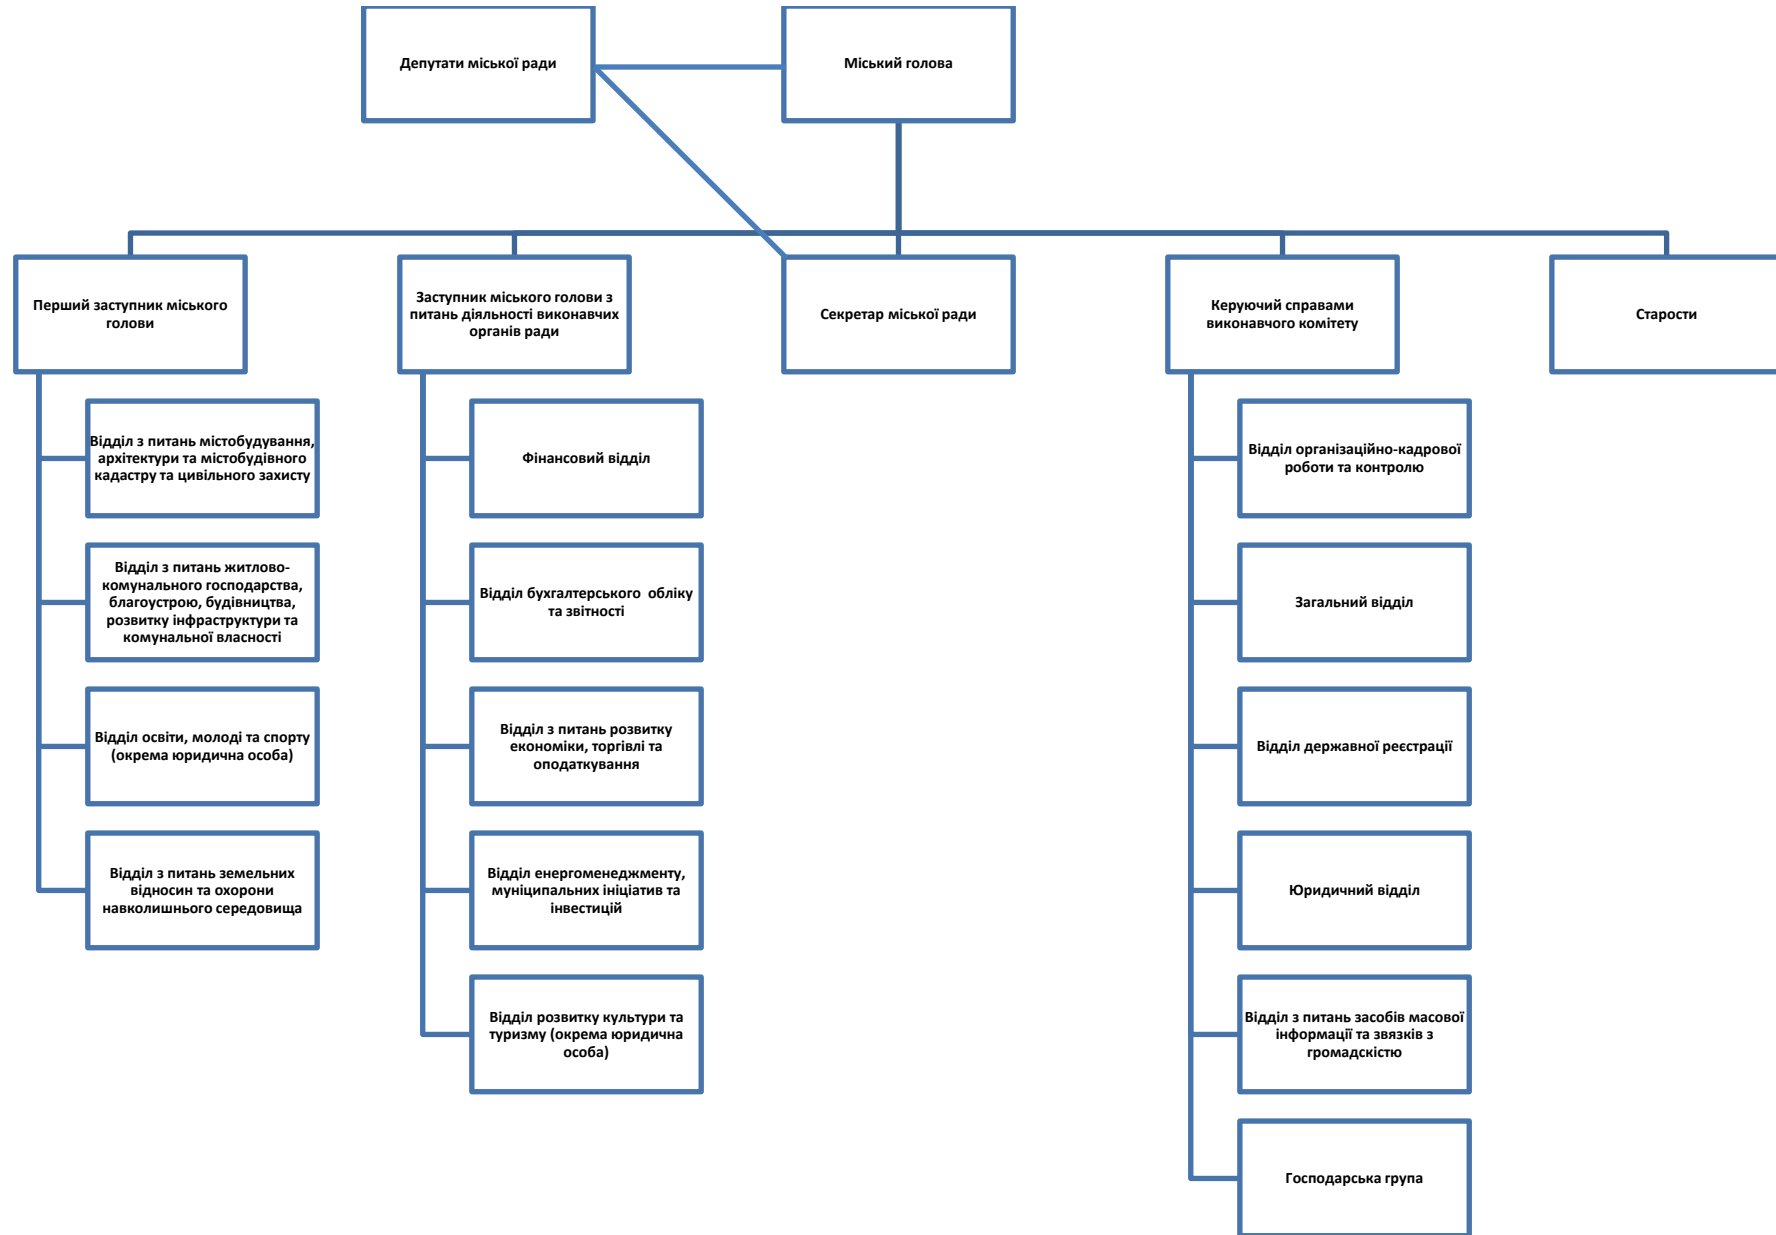 Депутати міської ради
Міський голова
Перший заступник міського
голови
Заступник міського голови з
питань діяльності виконавчих
органів ради
Секретар міської ради
Керуючий справами
виконавчого комітету
Старости
Відділ з питань містобудування,
архітектури та містобудівного
кадастру та цивільного захисту
Відділ з питань житлово-
комунального господарства,
благоустрою, будівництва,
розвитку інфраструктури та
комунальної власності
Відділ освіти, молоді та спорту
(окрема юридична особа)
Відділ з питань земельних
відносин та охорони
навколишнього середовища
Фінансовий відділ
Відділ бухгалтерського  обліку
та звітності
Відділ з питань розвитку
економіки, торгівлі та
оподаткування
Відділ енергоменеджменту,
муніципальних ініціатив та
інвестицій
Відділ розвитку культури та
туризму (окрема юридична
особа)
Відділ організаційно-кадрової
роботи та контролю
Загальний відділ
Відділ державної реєстрації
Юридичний відділ
Відділ з питань засобів масової
інформації та звязків з
громадскістю
Господарська група